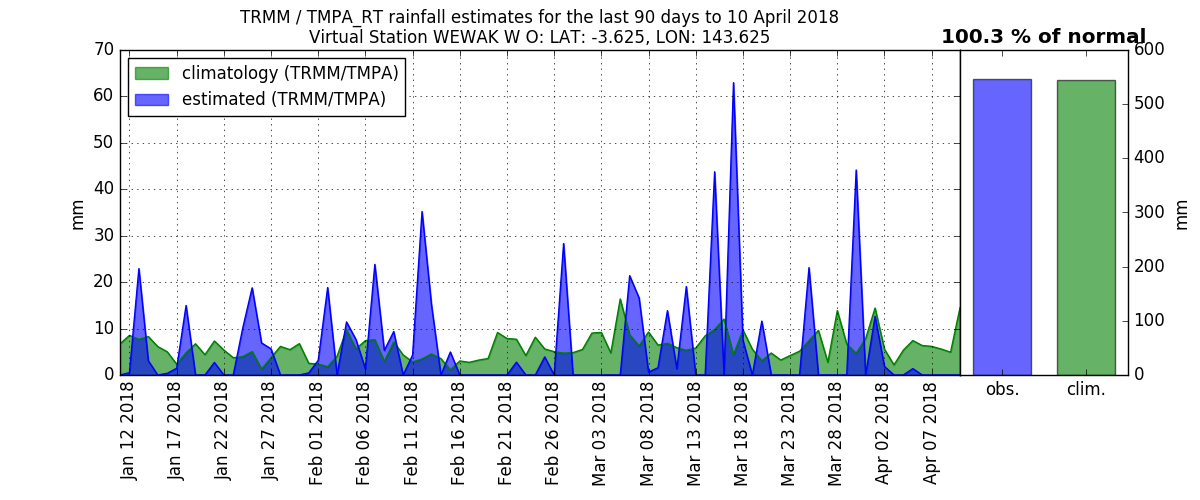 TRMM / TMPA_RT rainfall estimates for the last 90 days to 10 April 2018
Virtual Station WEWAK W O: LAT: -3.625, LON: 143.625
100.3 % of normal
climatology (TRMM/TMPA)
estimated (TRMM/TMPA)
70
60
50
40
30
20
10
0
mm
Jan 12 2018
Jan 17 2018
Jan 22 2018
Jan 27 2018
Feb 01 2018
Feb 06 2018
Feb 11 2018
Feb 16 2018
Feb 21 2018
Feb 26 2018
Mar 03 2018
Mar 08 2018
Mar 13 2018
Mar 18 2018
Mar 23 2018
Mar 28 2018
Apr 02 2018
Apr 07 2018
600
500
400
300
200
100
0
mm
obs.
clim.